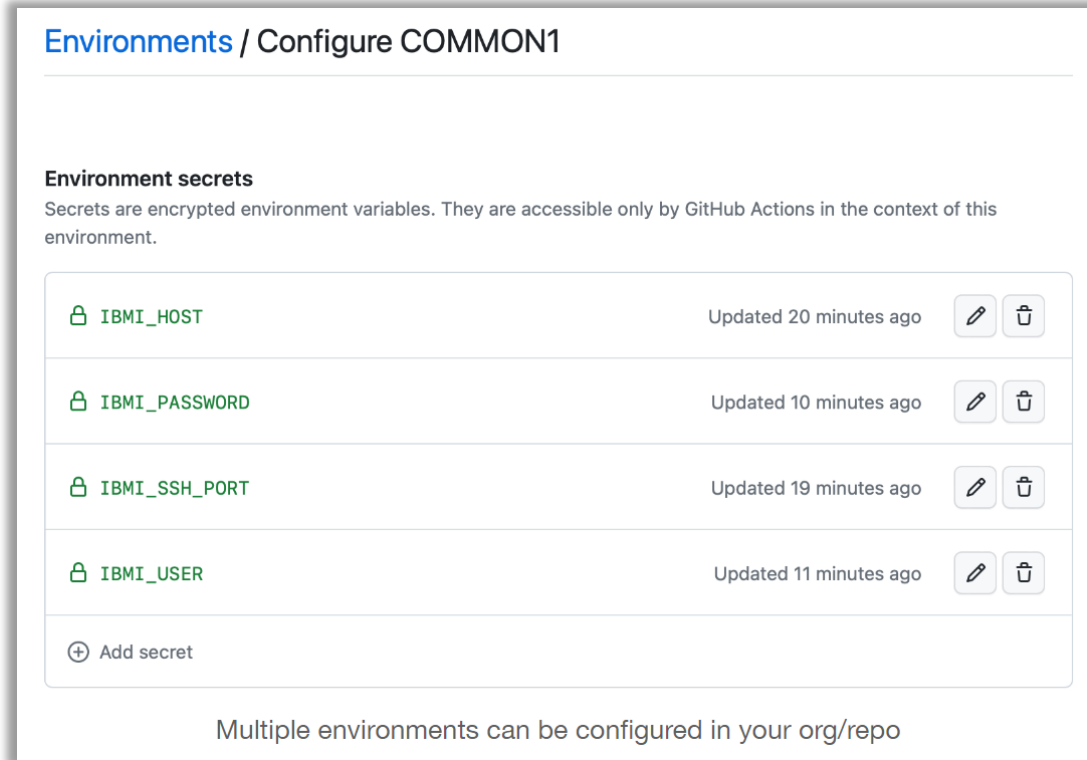 Environments / Configure COMMON1
Environment secrets
Secrets are encrypted environment variables. They are accessible only by GitHub Actions in the context of this
environment.
IBMI_HOST Updated 20 minutes ago
IBMI_PASSWORD Updated 10 minutes ago
IBMI_SSH_PORT Updated 19 minutes ago
IBMI_USER Updated 11 minutes ago
Add secret
Multiple environments can be configured in your org/repo